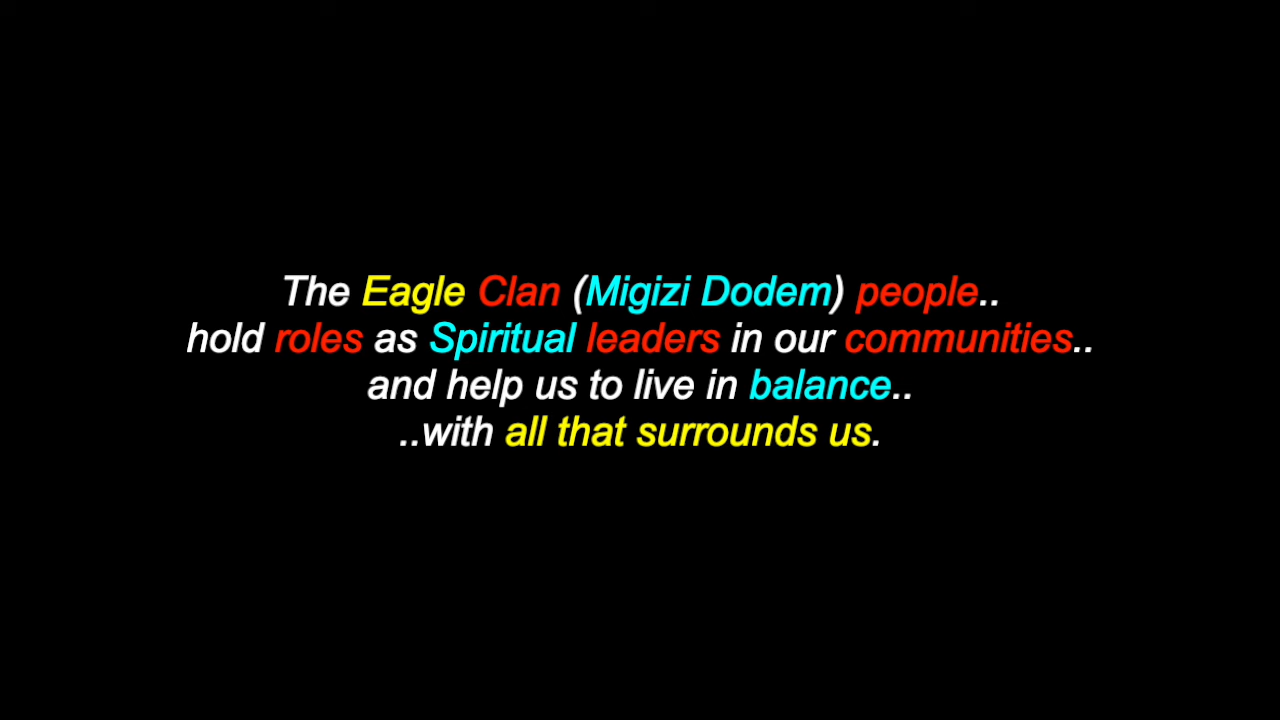 The Eagle Clan (Migizi Dodem) people..
hold roles as Spiritual leaders in our communities..
and help us to live in balance..
..with all that surrounds us.